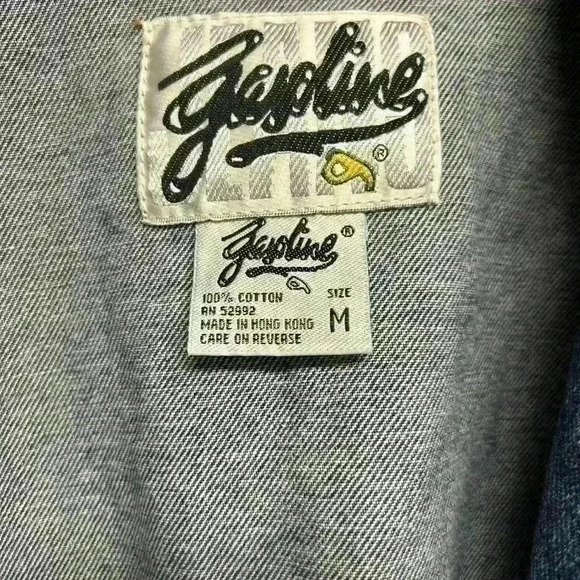 Gasoline ®
Gasoline ®
100% COTTON
RN 52992
MADE IN HONG KONG
CARE ON REVERSE
SIZE
M